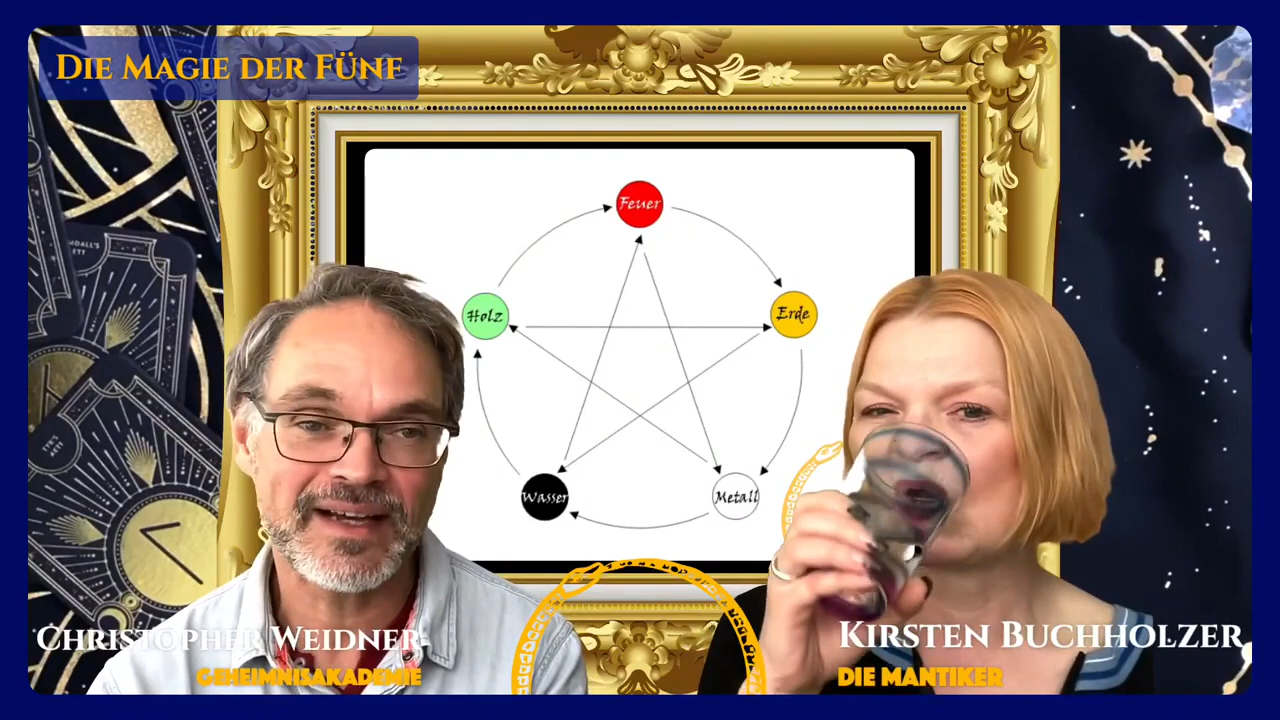 Die Magie der Fünf
Feuer
Holz
Erde
Wasser
Metall
Christopher Weidner
GEHEIMNISAKADEMIE
Kirsten Buchholzer
DIE MANTIKER